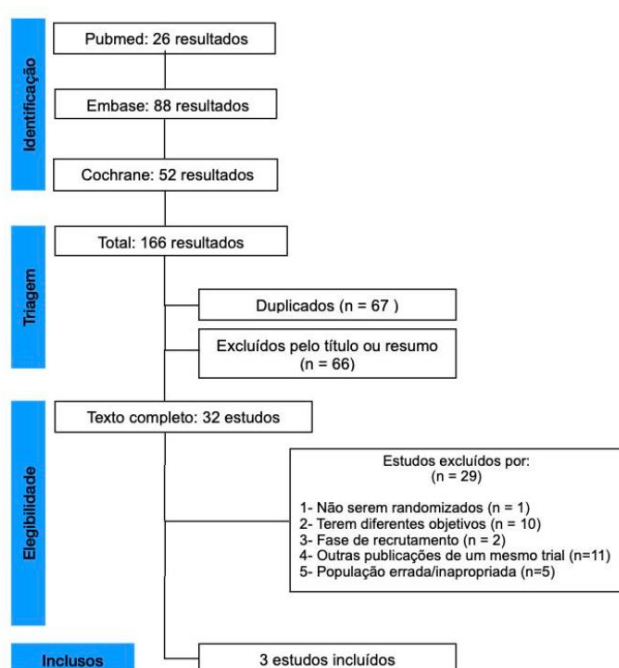 Identificação
Pubmed: 26 resultados
Embase: 88 resultados
Cochrane: 52 resultados
Triagem
Total: 166 resultados
Duplicados (n = 67 )
Excluídos pelo título ou resumo
(n = 66)
Elegibilidade
Texto completo: 32 estudos
Estudos excluídos por:
(n = 29)
1- Não serem randomizados (n = 1)
2- Terem diferentes objetivos (n = 10)
3- Fase de recrutamento (n = 2)
4- Outras publicações de um mesmo trial (n=11)
5- População errada/inapropriada (n=5)
Inclusos
3 estudos incluídos